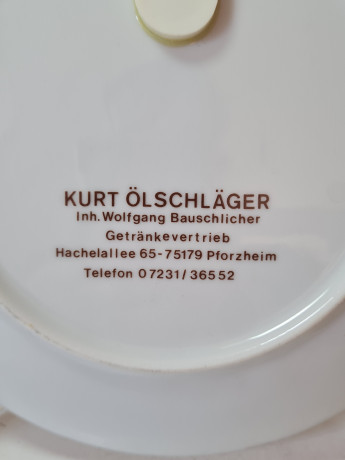 KURT ÖLSCHLÄGER
Inh. Wolfgang Bauschlicher
Getränkevertrieb
Hachelallee 65-75179 Pforzheim
Telefon 07231/36552